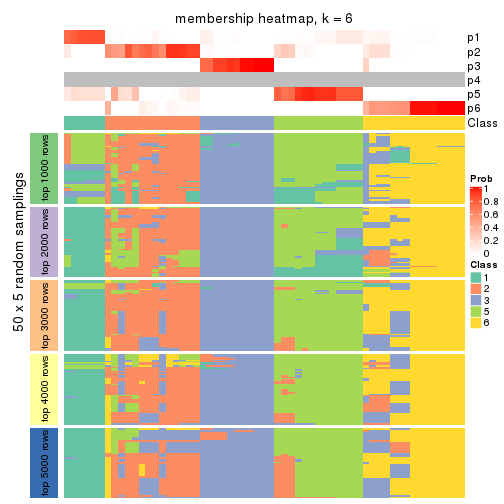 membership heatmap, k = 6
p1
p2
p3
p4
p5
p6
Class
50 x 5 random samplings
top 1000 rows
top 2000 rows
top 3000 rows
top 4000 rows
top 5000 rows
Prob
1
0.8
0.6
0.4
0.2
0
Class
1
2
3
5
6